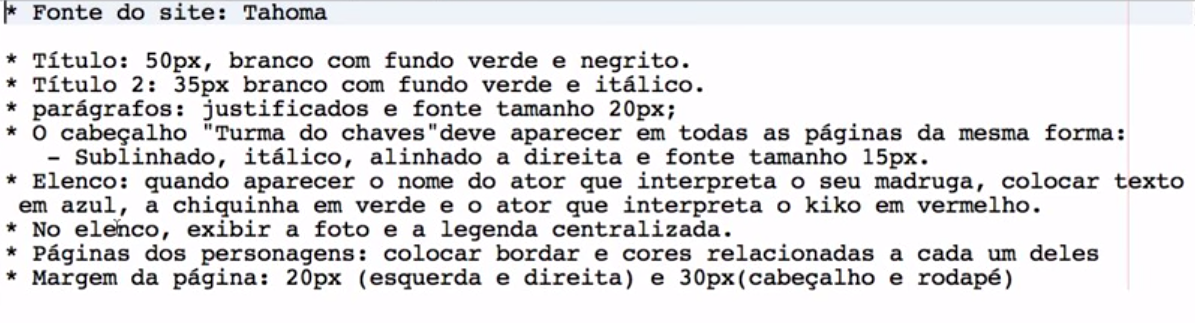 * Fonte do site: Tahoma
* Título: 50px, branco com fundo verde e negrito.
* Título 2: 35px branco com fundo verde e itálico.
* parágrafos: justificados e fonte tamanho 20px;
* O cabeçalho "Turma do chaves"deve aparecer em todas as páginas da mesma forma:
- Sublinhado, itálico, alinhado a direita e fonte tamanho 15px.
* Elenco: quando aparecer o nome do ator que interpreta o seu madruga, colocar texto
em azul, a chiquinha em verde e o ator que interpreta o kiko em vermelho.
* No elenco, exibir a foto e a legenda centralizada.
* Páginas dos personagens: colocar bordar e cores relacionadas a cada um deles
* Margem da página: 20px (esquerda e direita) e 30px(cabeçalho e rodapé)